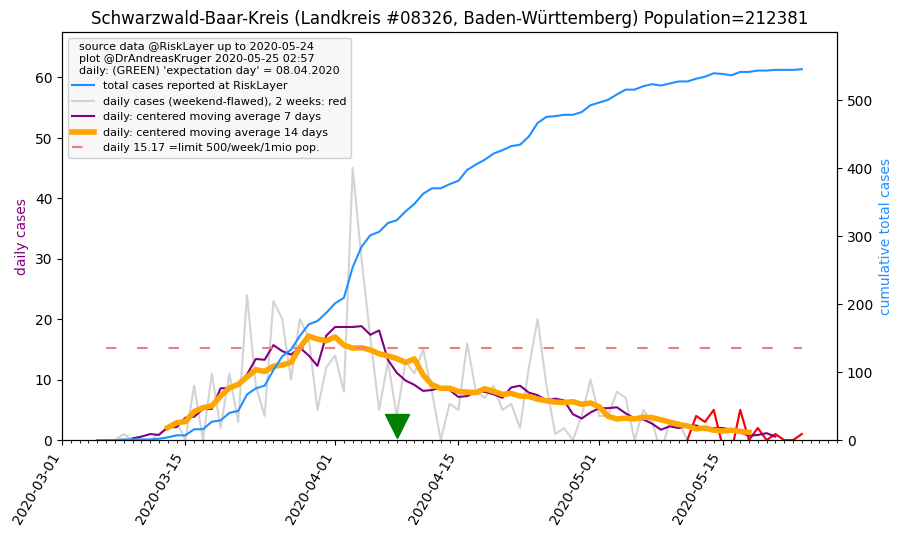 Schwarzwald-Baar-Kreis (Landkreis #08326, Baden-Württemberg) Population=212381
source data @RiskLayer up to 2020-05-24
plot @DrAndreasKruger 2020-05-25 02:57
daily: (GREEN) 'expectation day' = 08.04.2020
total cases reported at RiskLayer
daily cases (weekend-flawed), 2 weeks: red
daily: centered moving average 7 days
daily: centered moving average 14 days
daily 15.17 =limit 500/week/1mio pop.
daily cases
60
50
40
30
20
10
0
500
400
300
200
100
0
cumulative total cases
2020-03-01
2020-03-15
2020-04-01
2020-04-15
2020-05-01
2020-05-15